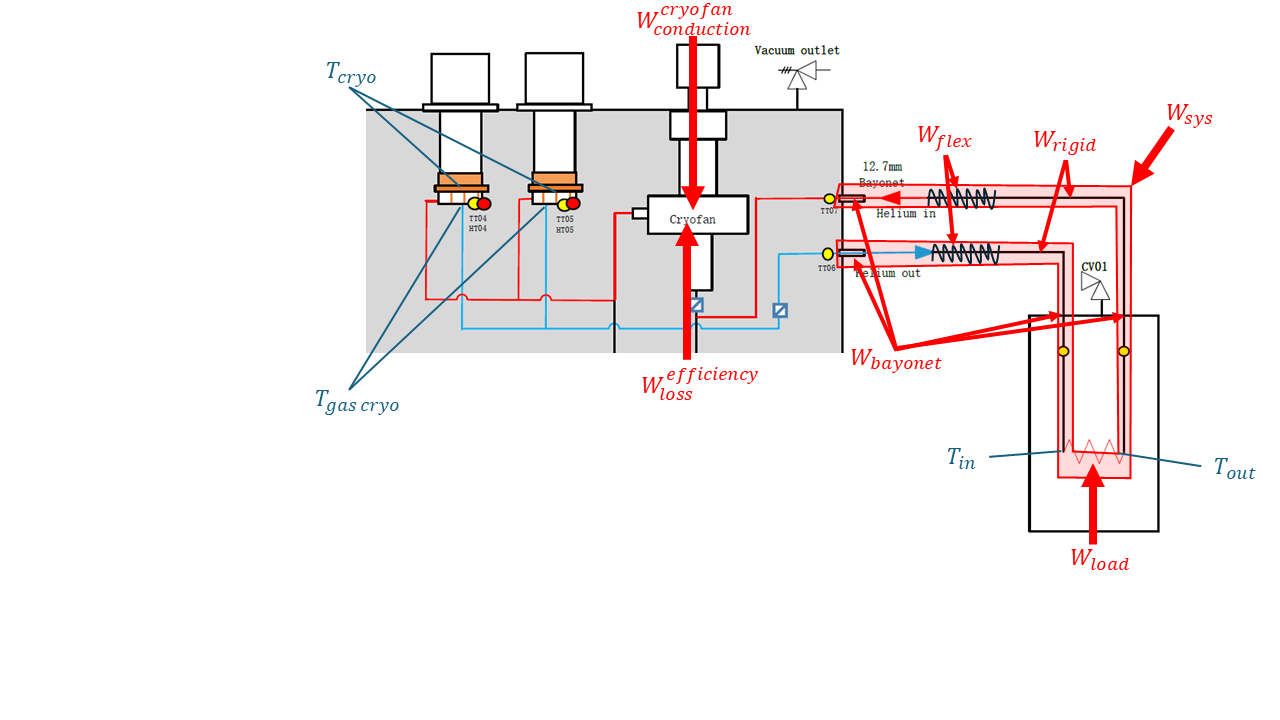 W_{conduction}^{cryofan}
Vacuum outlet
T_{cryo}
W_{sys}
W_{flex}
W_{rigid}
12.7mm
Bayonet
TT04
HT04
TT05
HT05
Cryofan
TT07
Helium in
TT06
Helium out
CV01
W_{bayonet}
W_{loss}^{efficiency}
T_{gas cryo}
T_{in}
T_{out}
W_{load}